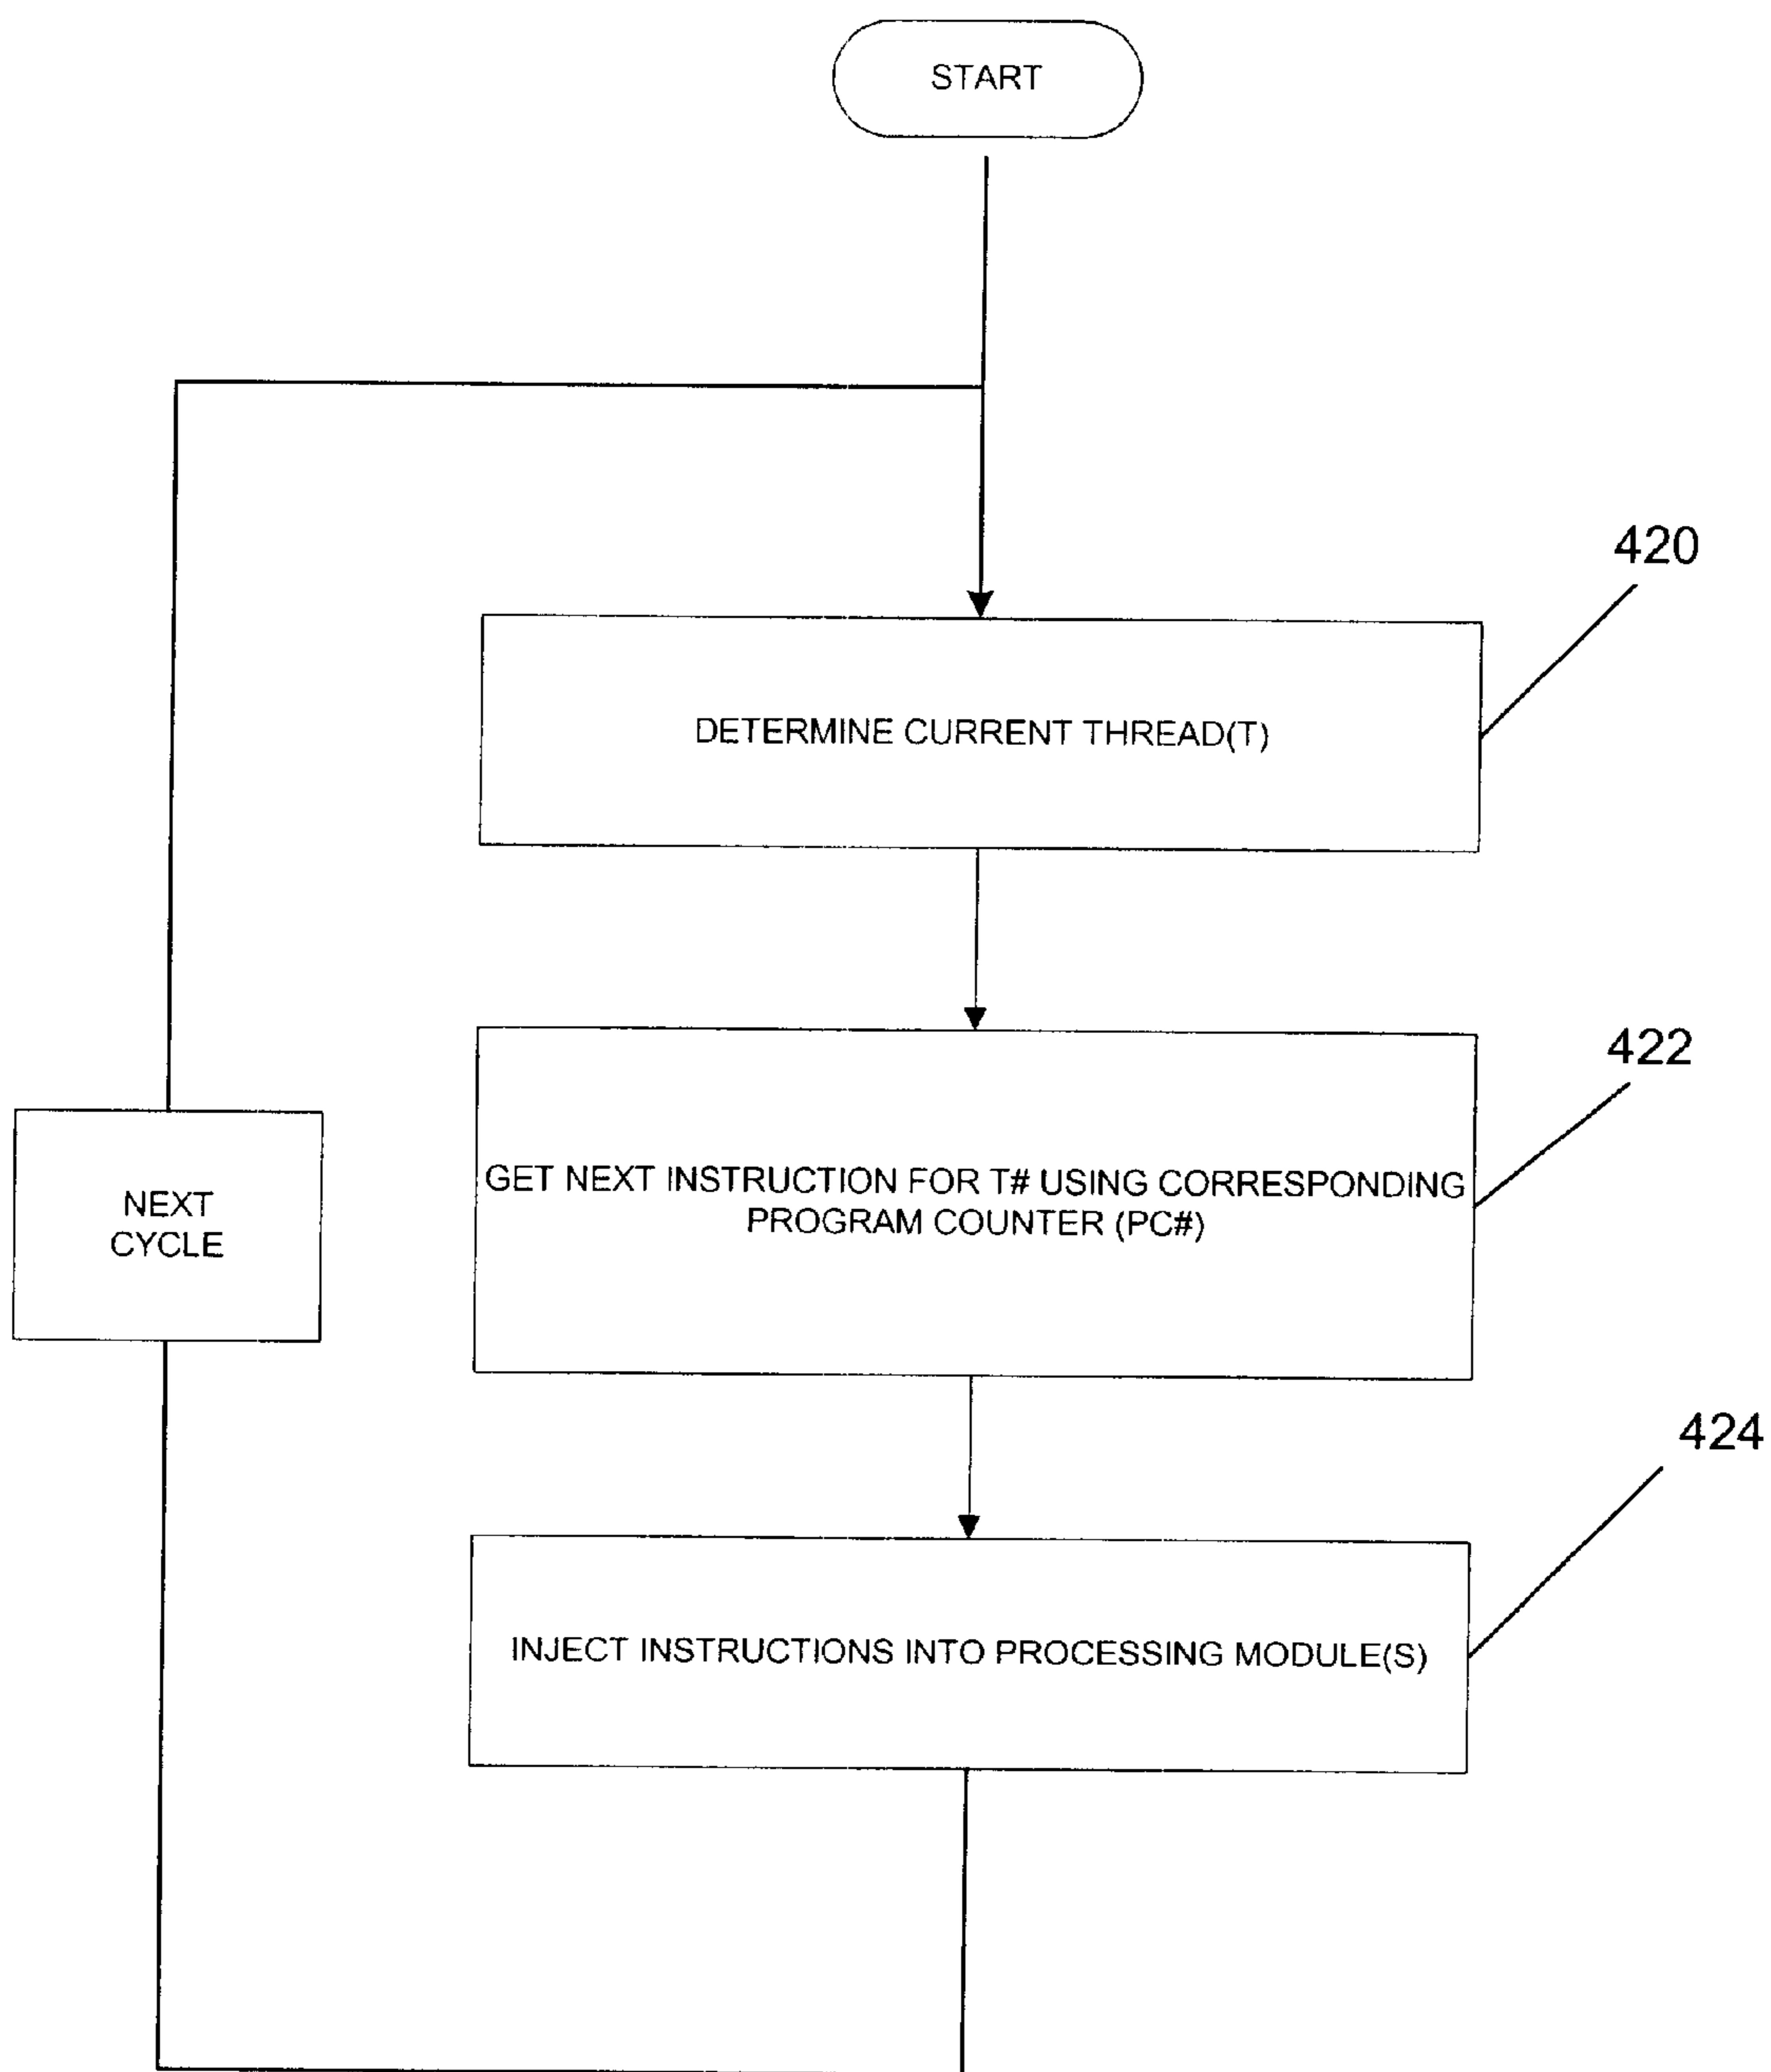 START
420
DETERMINE CURRENT THREAD(T)
422
GET NEXT INSTRUCTION FOR T# USING CORRESPONDING
PROGRAM COUNTER (PC#)
NEXT
CYCLE
424
INJECT INSTRUCTIONS INTO PROCESSING MODULE(S)